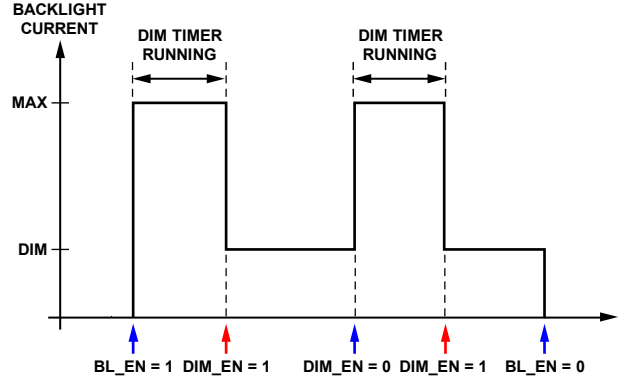 BACKLIGHT
CURRENT
DIM TIMER
RUNNING
DIM TIMER
RUNNING
MAX
DIM
BL_EN = 1 DIM_EN = 1 DIM_EN = 0 DIM_EN = 1 BL_EN = 0